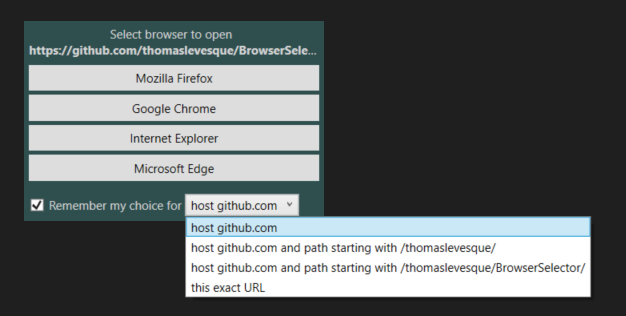 Select browser to open
https://github.com/thomaslevesque/BrowserSele...
Mozilla Firefox
Google Chrome
Internet Explorer
Microsoft Edge
Remember my choice for host github.com
host github.com
host github.com and path starting with /thomaslevesque/
host github.com and path starting with /thomaslevesque/BrowserSelector/
this exact URL